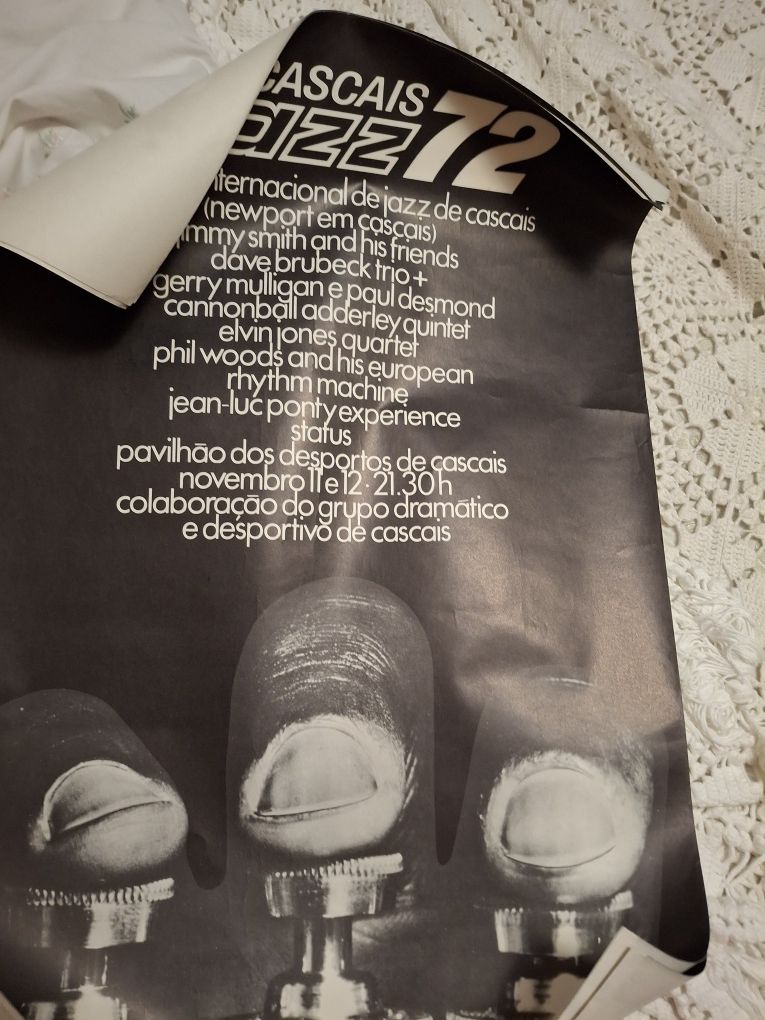 CASCAIS
jazz 72
internacional de jazz de cascais
(newport em cascais)
jimmy smith and his friends
dave brubeck trio +
gerry mulligan e paul desmond
cannonball adderley quintet
elvin jones quartet
phil woods and his european
rhythm machine
jean-luc ponty experience
status
pavilhão dos desportos de cascais
novembro 11 e 12 · 21.30h
colaboração do grupo dramático
e desportivo de cascais